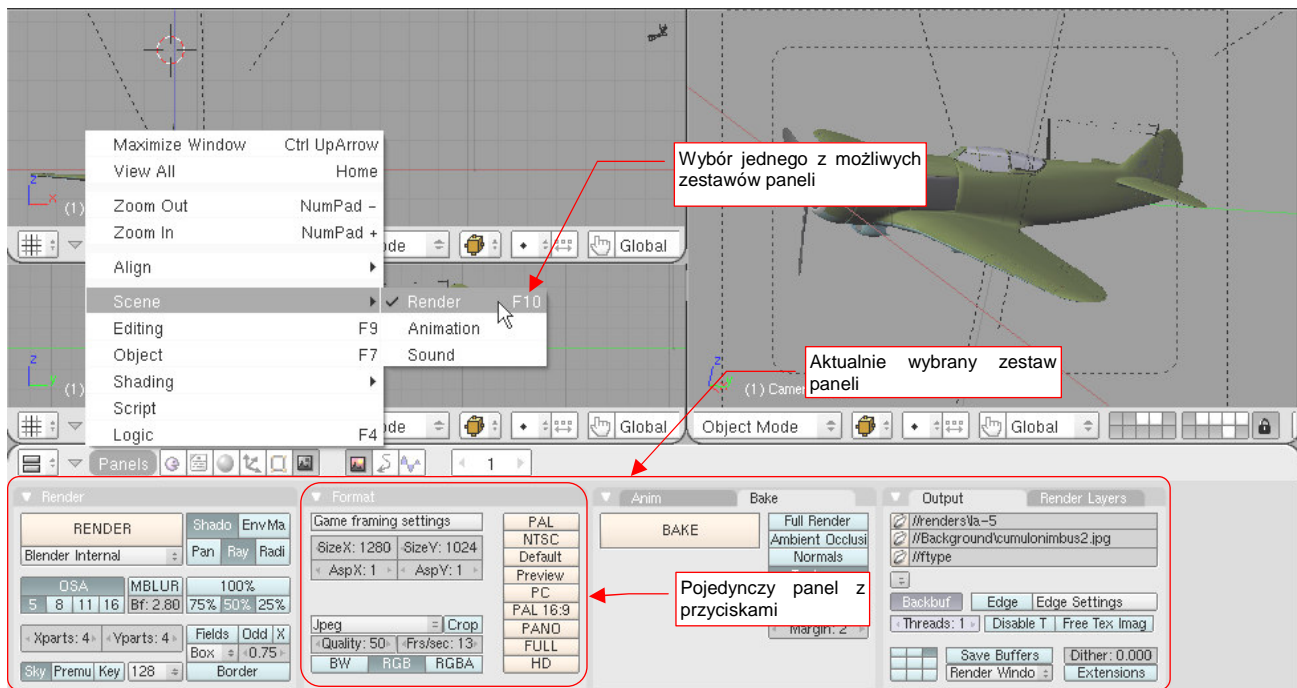 Maximize Window Ctrl UpArrow
View All Home
Zoom Out NumPad –
Zoom In NumPad +
Align
Scene
Editing F9
Object F7
Shading
Script
Logic F4
Render F10
Animation
Sound
Wybór jednego z możliwych
zestawów paneli
Aktualnie wybrany zestaw
paneli
Pojedynczy panel z
przyciskami
z
x
(1)
Global
z
(1)
Global
z
(1) Camer
Object Mode Global
Panels 1
Render
RENDER
Blender Internal
Shado EnvMa
Pan Ray Radi
OSA MBLUR 100%
5 8 11 16 Bf: 2.80 75% 50% 25%
Xparts: 4 Yparts: 4 Fields Odd X
Box 0.75
Sky Premu Key 128 Border
Format
Game framing settings
SizeX: 1280 SizeY: 1024
AspX: 1 AspY: 1
Jpeg Crop
Quality: 50 Frs/sec: 13
BW RGB RGBA
PAL
NTSC
Default
Preview
PC
PAL 16:9
PANO
FULL
HD
Anim Bake
BAKE
Full Render
Ambient Occlusi
Normals
Margin: 2
Output Render Layers
//renders\la-5
//Background\cumulonimbus2.jpg
//ftype
Backbuf Edge Edge Settings
Threads: 1 Disable T Free Tex Imag
Save Buffers Dither: 0.000
Render Windo Extensions